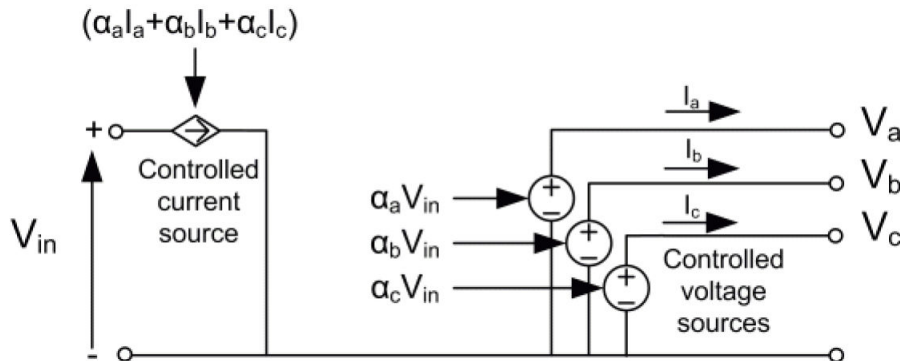 (αaIa+αbIb+αcIc)
+
Controlled
current
source
Vin
-
αaVin
αbVin
αcVin
+
−
+
−
+
−
Ia
Ib
Ic
Va
Vb
Vc
Controlled
voltage
sources